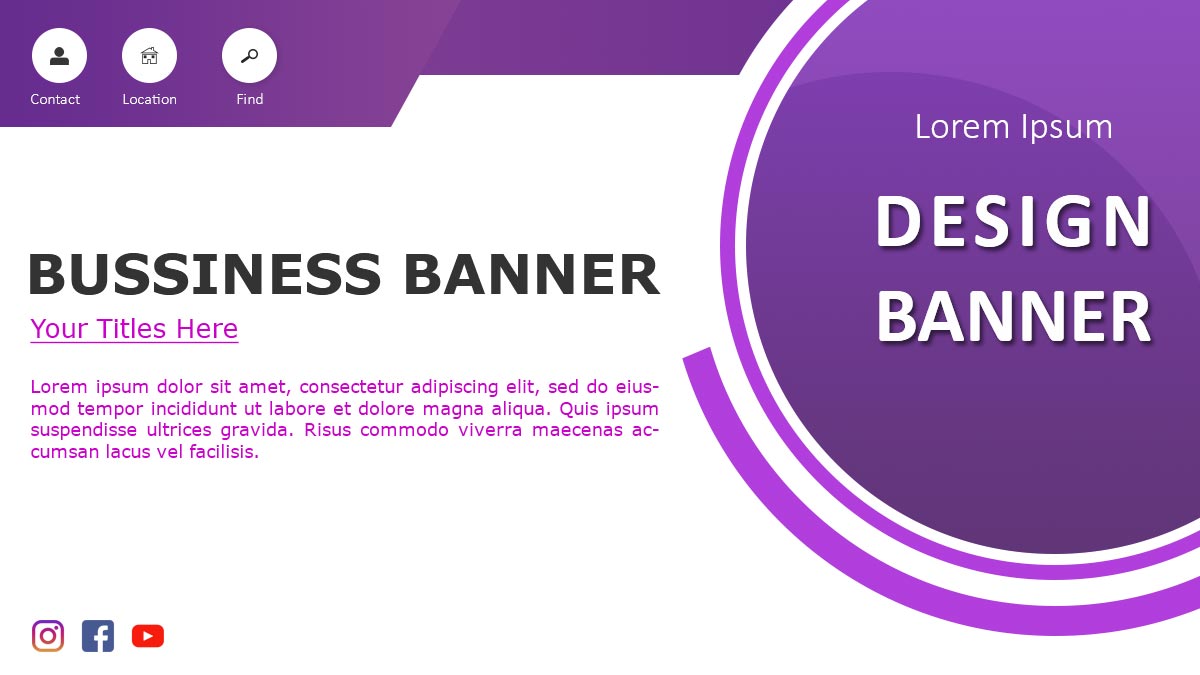 Contact Location Find
Lorem Ipsum
DESIGN
BANNER
BUSSINESS BANNER
Your Titles Here
Lorem ipsum dolor sit amet, consectetur adipiscing elit, sed do eius-
mod tempor incididunt ut labore et dolore magna aliqua. Quis ipsum
suspendisse ultrices gravida. Risus commodo viverra maecenas ac-
cumsan lacus vel facilisis.